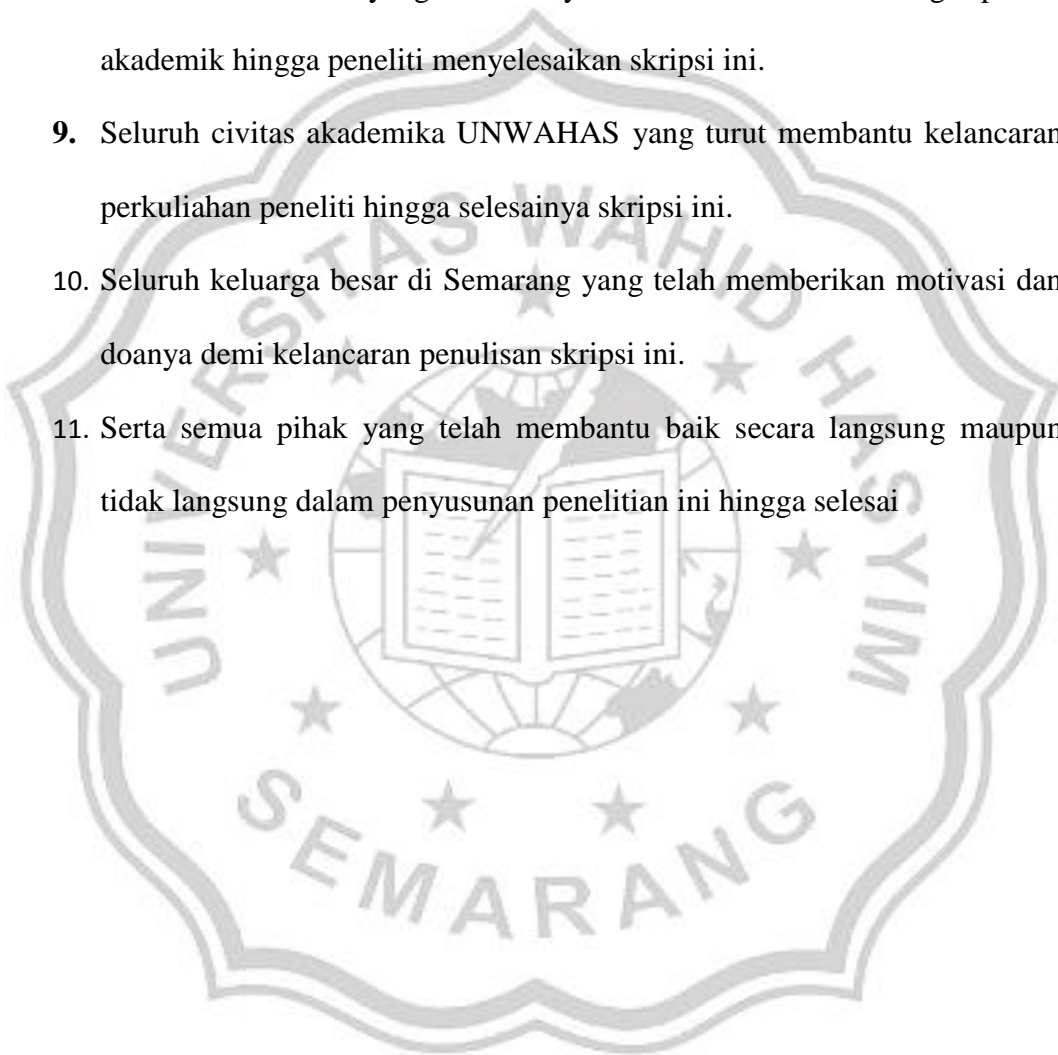 yang
akademik hingga peneliti menyelesaikan skripsi ini.
9. Seluruh civitas akademika UNWAHAS yang turut membantu kelancaran
perkuliahan peneliti hingga selesainya skripsi ini.
10. Seluruh keluarga besar di Semarang yang telah memberikan motivasi dan
doanya demi kelancaran penulisan skripsi ini.
11. Serta semua pihak yang telah membantu baik secara langsung maupun
tidak langsung dalam penyusunan penelitian ini hingga selesai
UNIVERSITAS WAHID HASYIM
SEMARANG